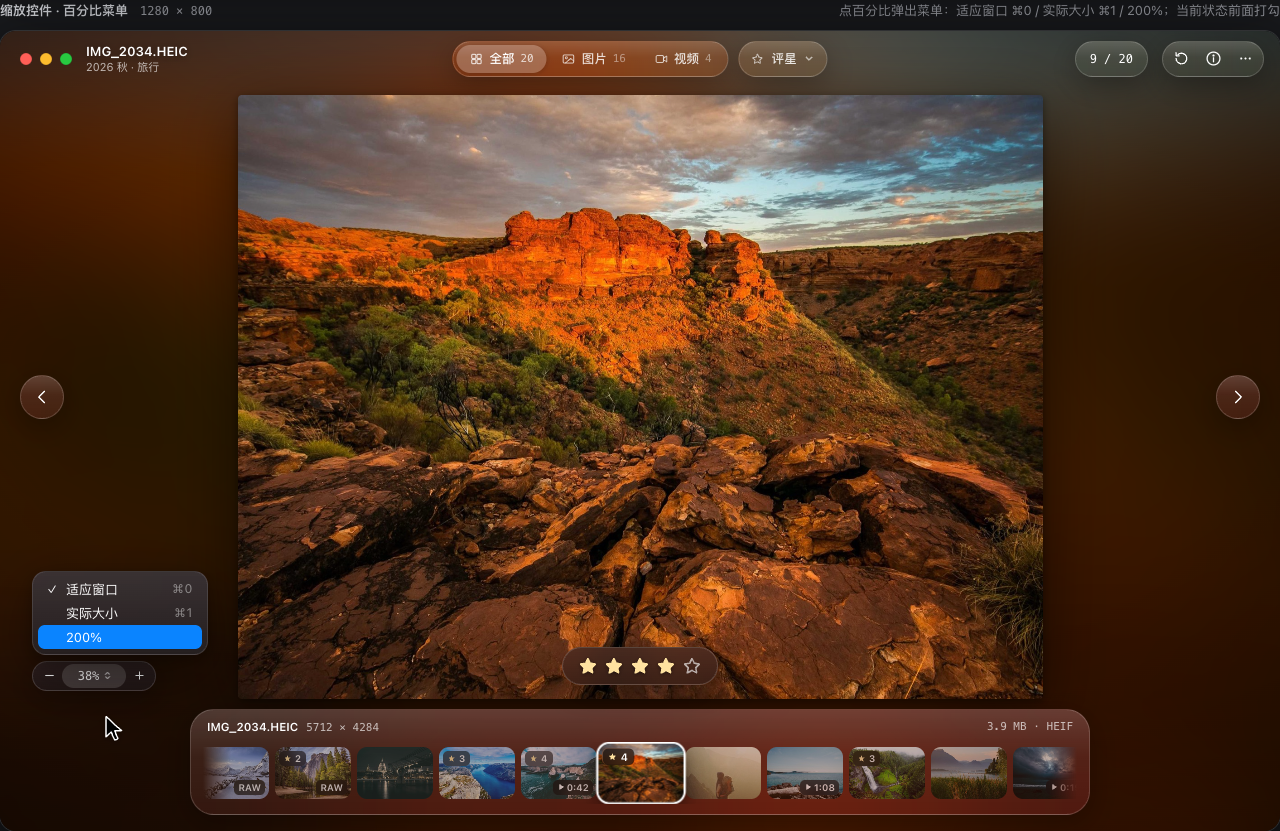 缩放控件 · 百分比菜单 1280 × 800
点百分比弹出菜单：适应窗口 ⌘0 / 实际大小 ⌘1 / 200%；当前状态前面打勾
IMG_2034.HEIC
2026 秋 · 旅行
全部 20
图片 16
视频 4
评星
9 / 20
适应窗口 ⌘0
实际大小 ⌘1
200%
38%
IMG_2034.HEIC 5712 × 4284
3.9 MB · HEIF
RAW
2
RAW
3
4
0:42
4
1:08
3